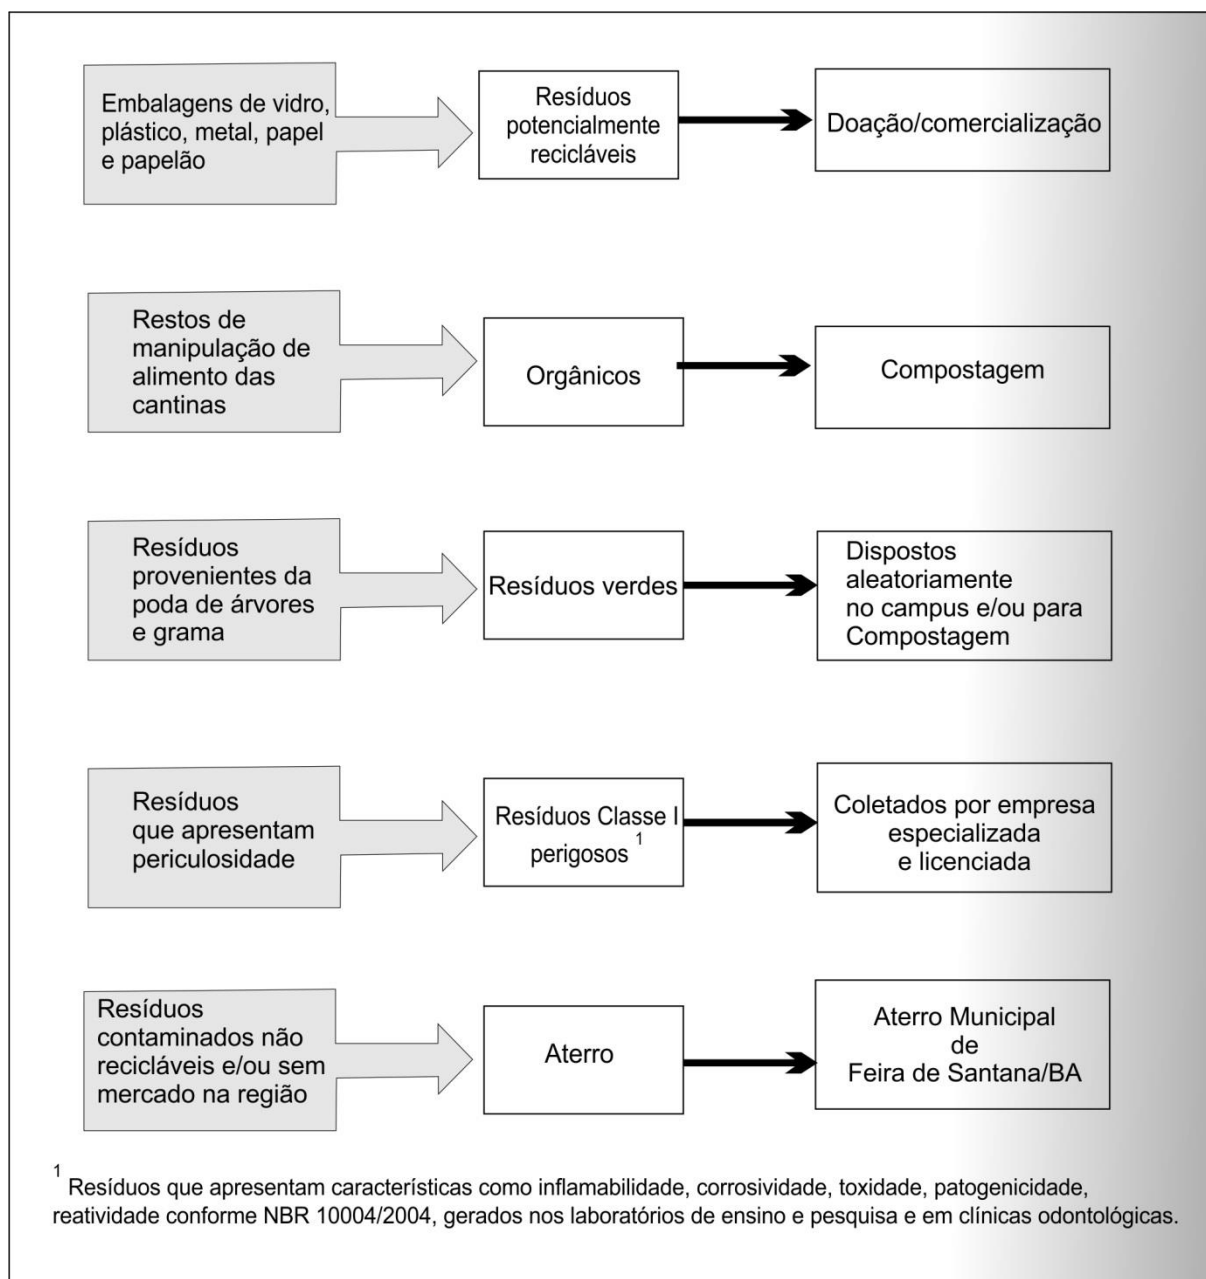 Embalagens de vidro,
plástico, metal, papel
e papelão
Resíduos
potencialmente
recicláveis
Doação/comercialização
Restos de
manipulação de
alimento das
cantinas
Orgânicos
Compostagem
Resíduos
provenientes da
poda de árvores
e grama
Resíduos verdes
Dispostos
aleatoriamente
no campus e/ou para
Compostagem
Resíduos
que apresentam
periculosidade
Resíduos Classe I
perigosos 1
Coletados por empresa
especializada
e licenciada
Resíduos
contaminados não
recicláveis e/ou sem
mercado na região
Aterro
Aterro Municipal
de
Feira de Santana/BA
1 Resíduos que apresentam características como inflamabilidade, corrosividade, toxidade, patogenicidade,
reatividade conforme NBR 10004/2004, gerados nos laboratórios de ensino e pesquisa e em clínicas odontológicas.